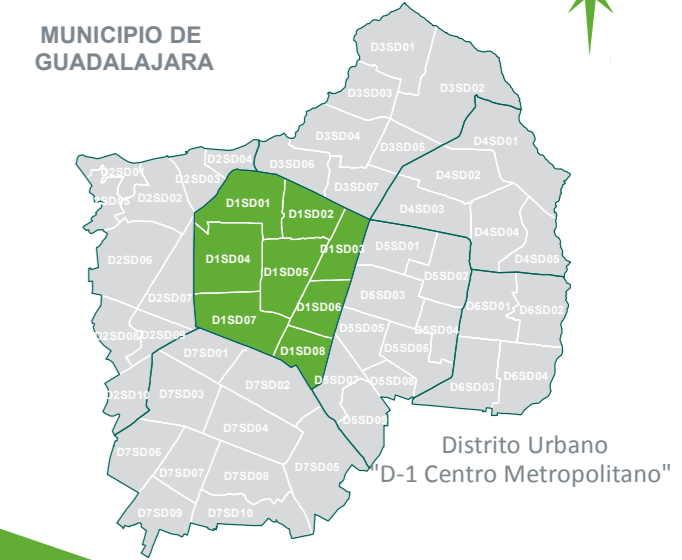 MUNICIPIO DE
GUADALAJARA
D3SD01
D3SD02
D3SD03
D3SD04
D3SD05
D4SD01
D2SD04
D3SD06
D2SD01
D2SD03
D4SD02
D3SD07
D2SD05
D2SD02
D1SD01
D1SD02
D4SD03
D4SD04
D1SD03
D5SD01
D2SD06
D1SD04
D4SD05
D1SD05
D5SD02
D2SD07
D5SD03
D1SD06
D6SD01
D6SD02
D1SD07
D2SD08
D2SD09
D5SD05
D5SD04
D7SD01
D1SD08
D5SD06
D6SD04
D7SD02
D5SD07
D5SD08
D6SD03
D2SD10
D7SD03
D5SD09
D7SD04
Distrito Urbano
"D-1 Centro Metropolitano"
D7SD06
D7SD05
D7SD07
D7SD08
D7SD09
D7SD10